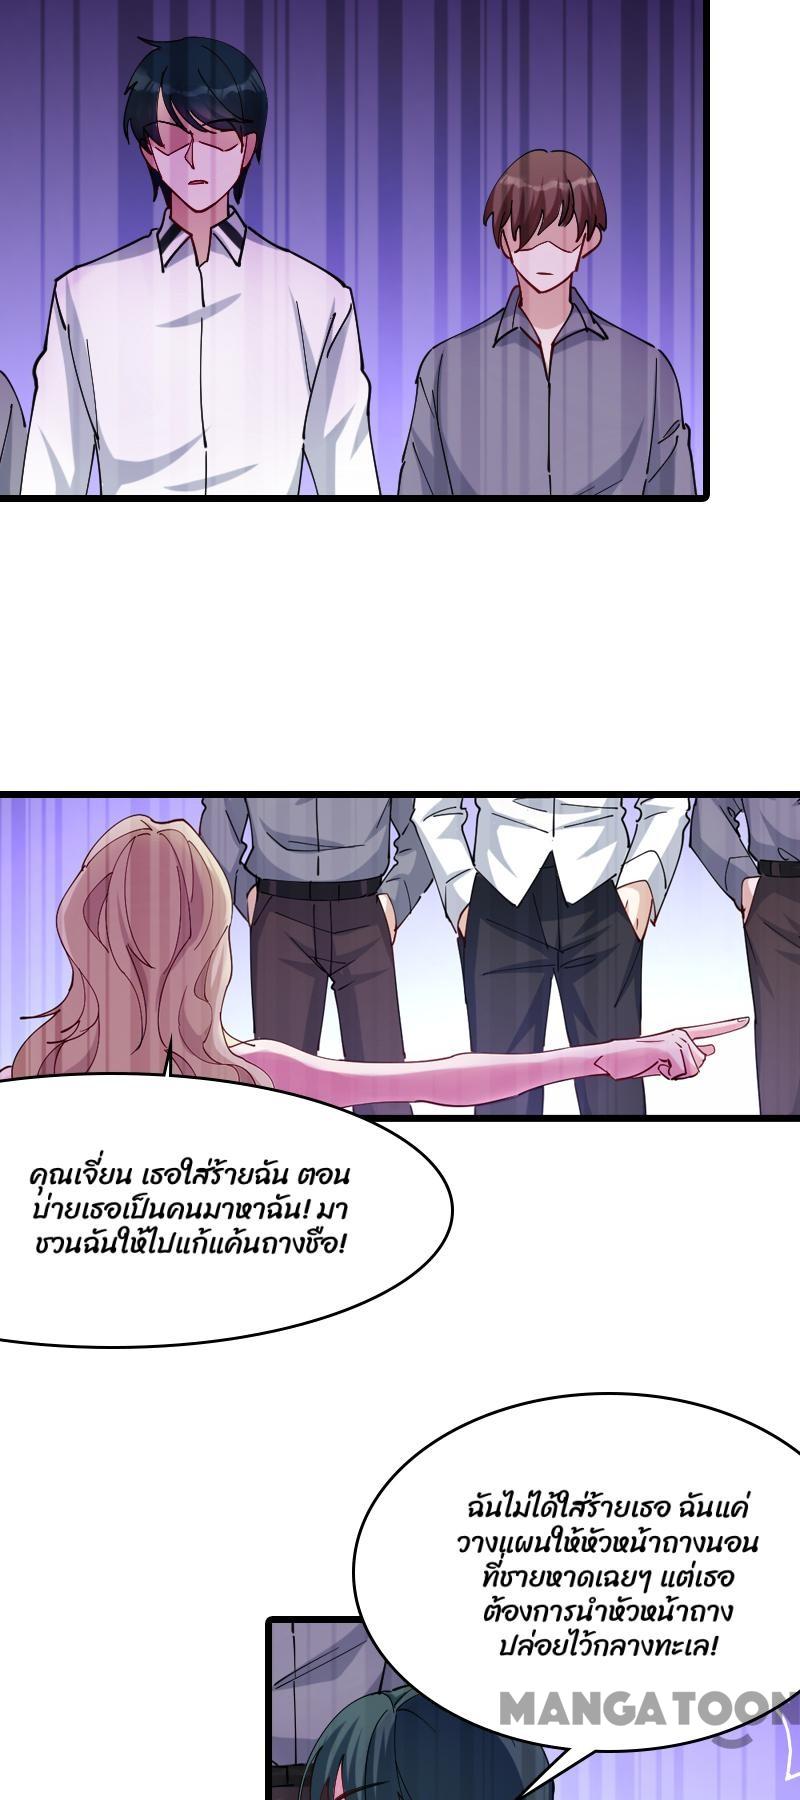 คุณเจี่ยน เธอใส่ร้ายฉัน ตอน
บ่ายเธอเป็นคนมาหาฉัน! มา
ชวนฉันให้ไปแก้แค้นถางซือ!
ฉันไม่ได้ใส่ร้ายเธอ ฉันแค่
วางแผนให้หัวหน้าถางนอน
ที่ชายหาดเฉยๆ แต่เธอ
ต้องการนำหัวหน้าถาง
ปล่อยไว้กลางทะเล!
MANGATOON